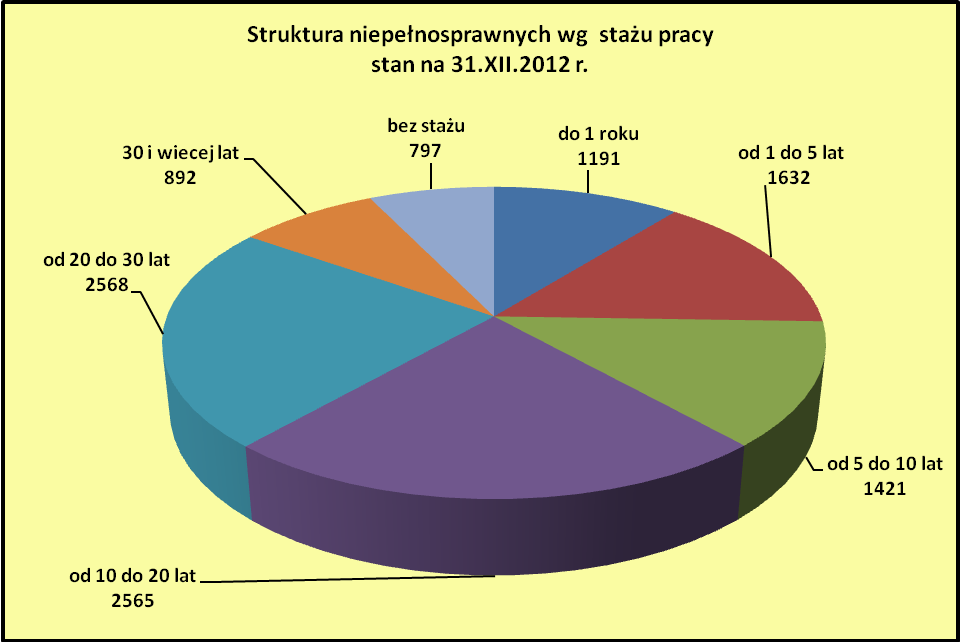 Struktura niepełnosprawnych wg  stażu pracy
stan na 31.XII.2012 r.
bez stażu
797
do 1 roku
1191
od 1 do 5 lat
1632
30 i wiecej lat
892
od 20 do 30 lat
2568
od 5 do 10 lat
1421
od 10 do 20 lat
2565